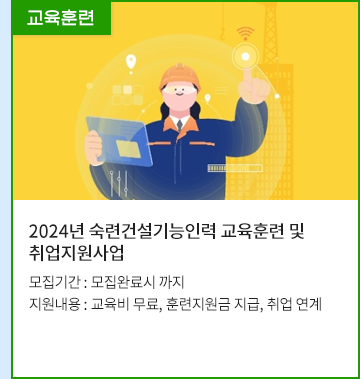 교육훈련
2024년 숙련건설기능인력 교육훈련 및
취업지원사업
모집기간 : 모집완료시 까지
지원내용 : 교육비 무료, 훈련지원금 지급, 취업 연계